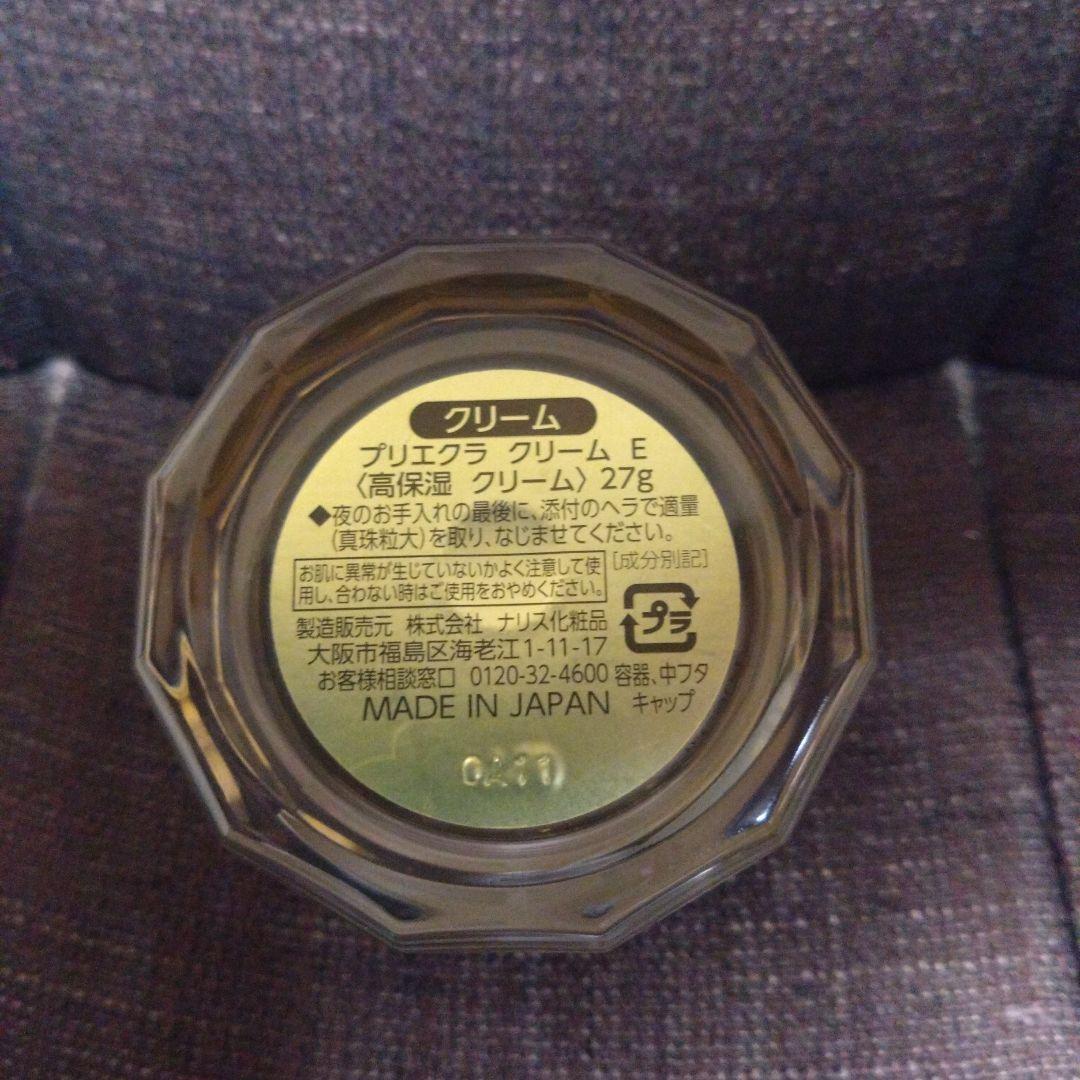 クリーム
プリエクラ クリーム E
〈高保湿 クリーム〉27g
◆夜のお手入れの最後に、添付のヘラで適量
(真珠粒大)を取り、なじませてください。
お肌に異常が生じていないかよく注意して使
用し、合わない時はご使用をおやめください。
[成分別記]
製造販売元 株式会社 ナリス化粧品
大阪市福島区海老江1-11-17
お客様相談窓口 0120-32-4600
MADE IN JAPAN
プラ
容器、中フタ
キャップ